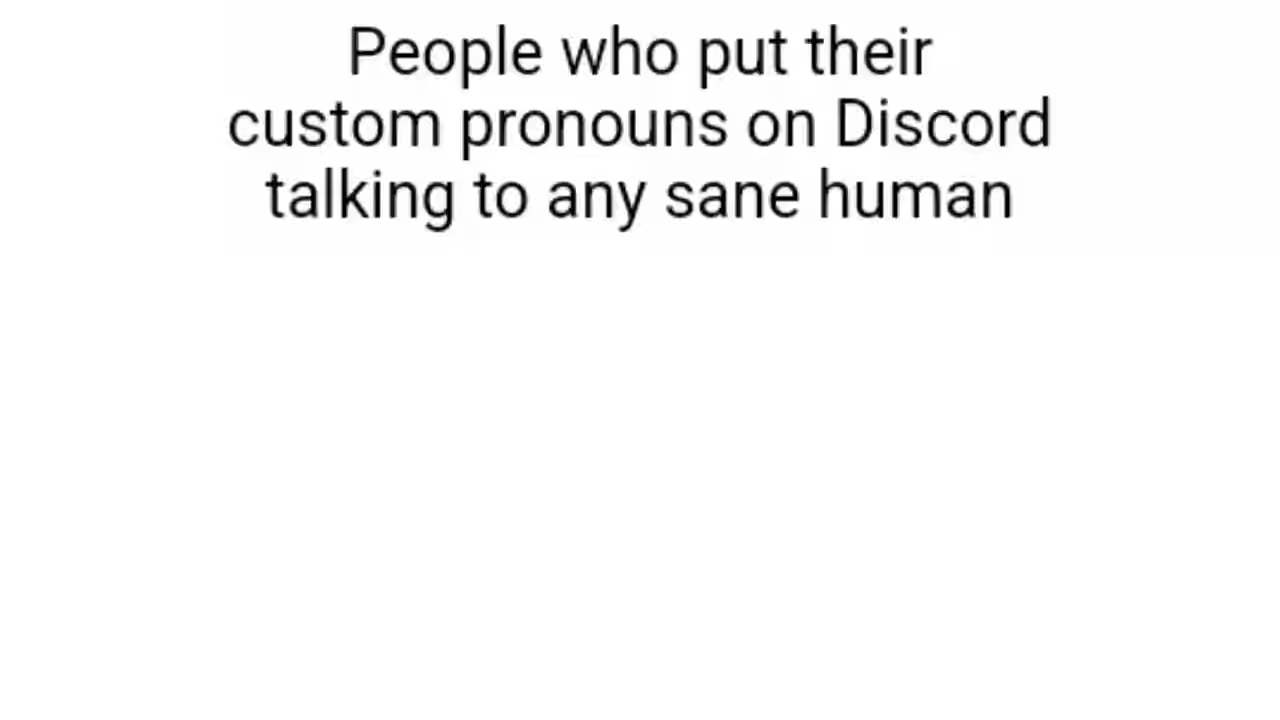 People who put their
custom pronouns on Discord
talking to any sane human